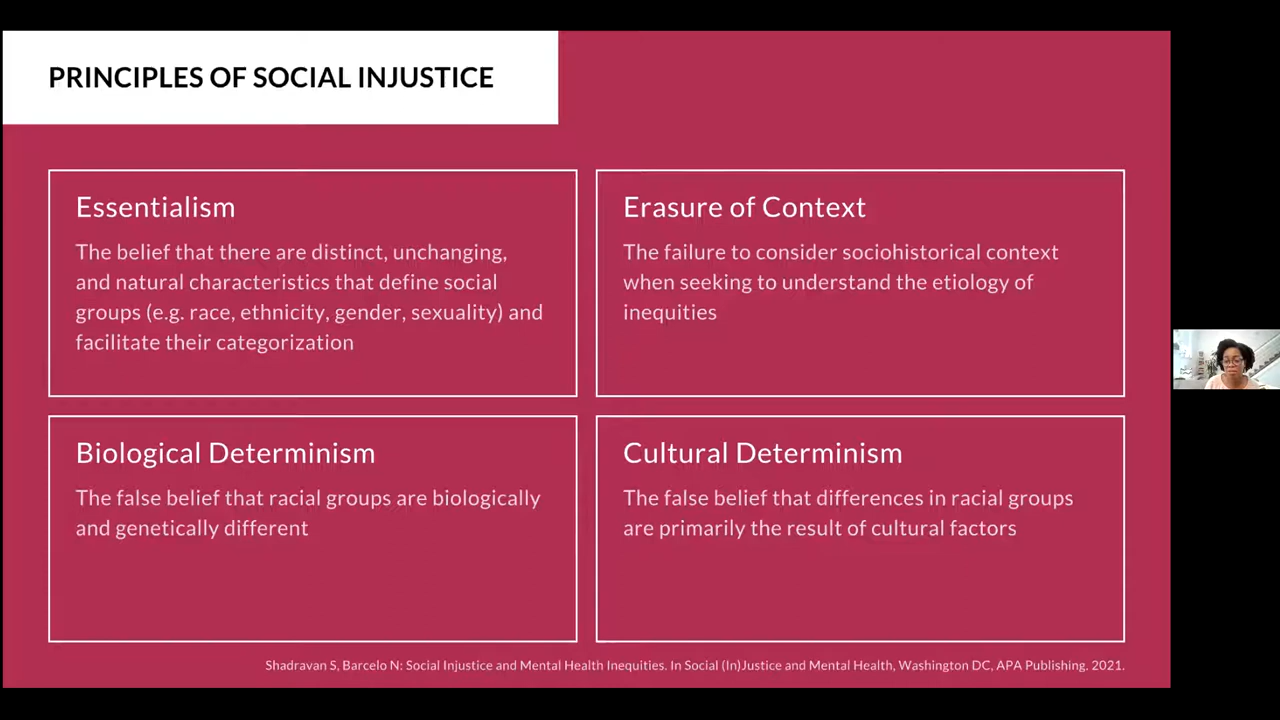 PRINCIPLES OF SOCIAL INJUSTICE
Essentialism
The belief that there are distinct, unchanging,
and natural characteristics that define social
groups (e.g. race, ethnicity, gender, sexuality) and
facilitate their categorization
Erasure of Context
The failure to consider sociohistorical context
when seeking to understand the etiology of
inequities
Biological Determinism
The false belief that racial groups are biologically
and genetically different
Cultural Determinism
The false belief that differences in racial groups
are primarily the result of cultural factors
Shadravan S, Barcelo N: Social Injustice and Mental Health Inequities. In Social (In)Justice and Mental Health, Washington DC, APA Publishing. 2021.